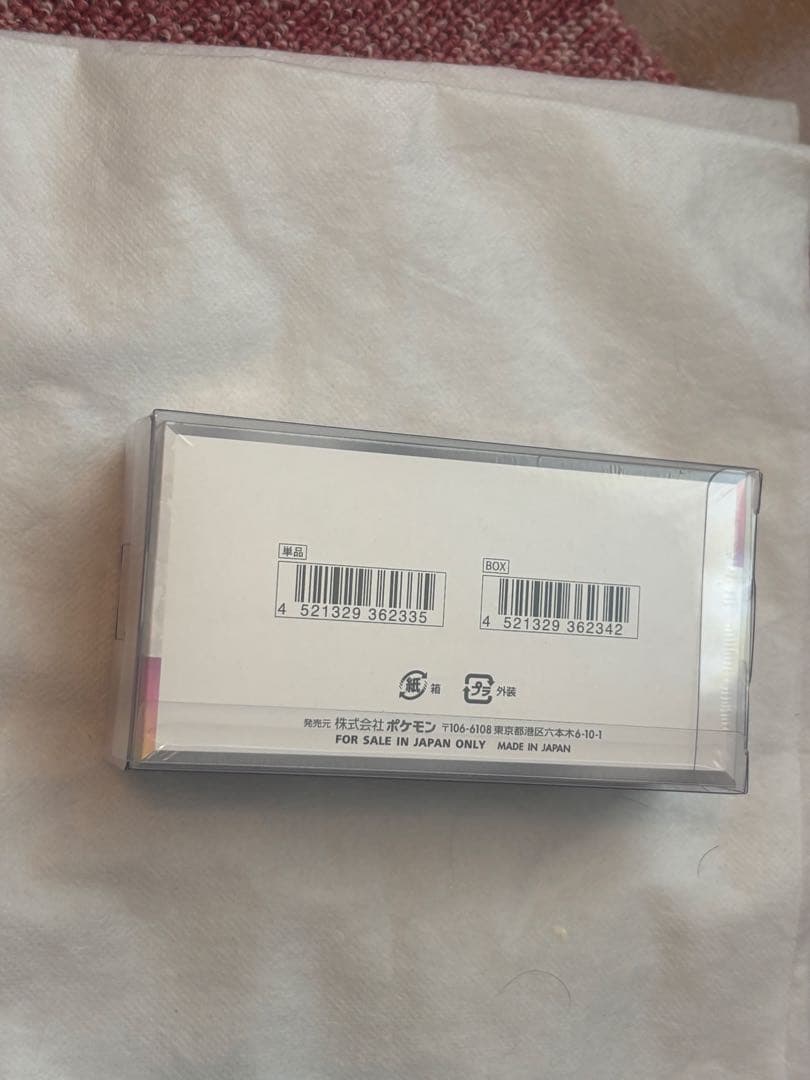 単品
4 521329 362335
BOX
4 521329 362342
紙 箱
プラ 外装
発売元 株式会社 ポケモン 〒106-6108 東京都港区六本木6-10-1
FOR SALE IN JAPAN ONLY MADE IN JAPAN